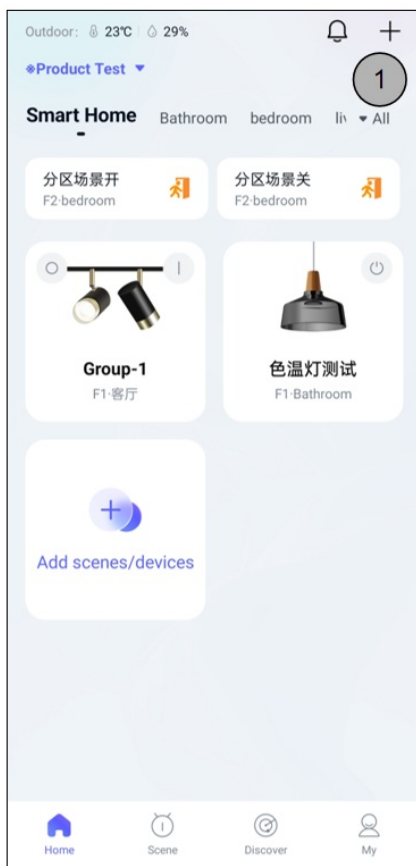 Outdoor: 23℃ 29%
Product Test
1
Smart Home Bathroom bedroom li All
分区场景开
F2·bedroom
分区场景关
F2·bedroom
Group-1
F1·客厅
色温灯测试
F1·Bathroom
Add scenes/devices
Home Scene Discover My